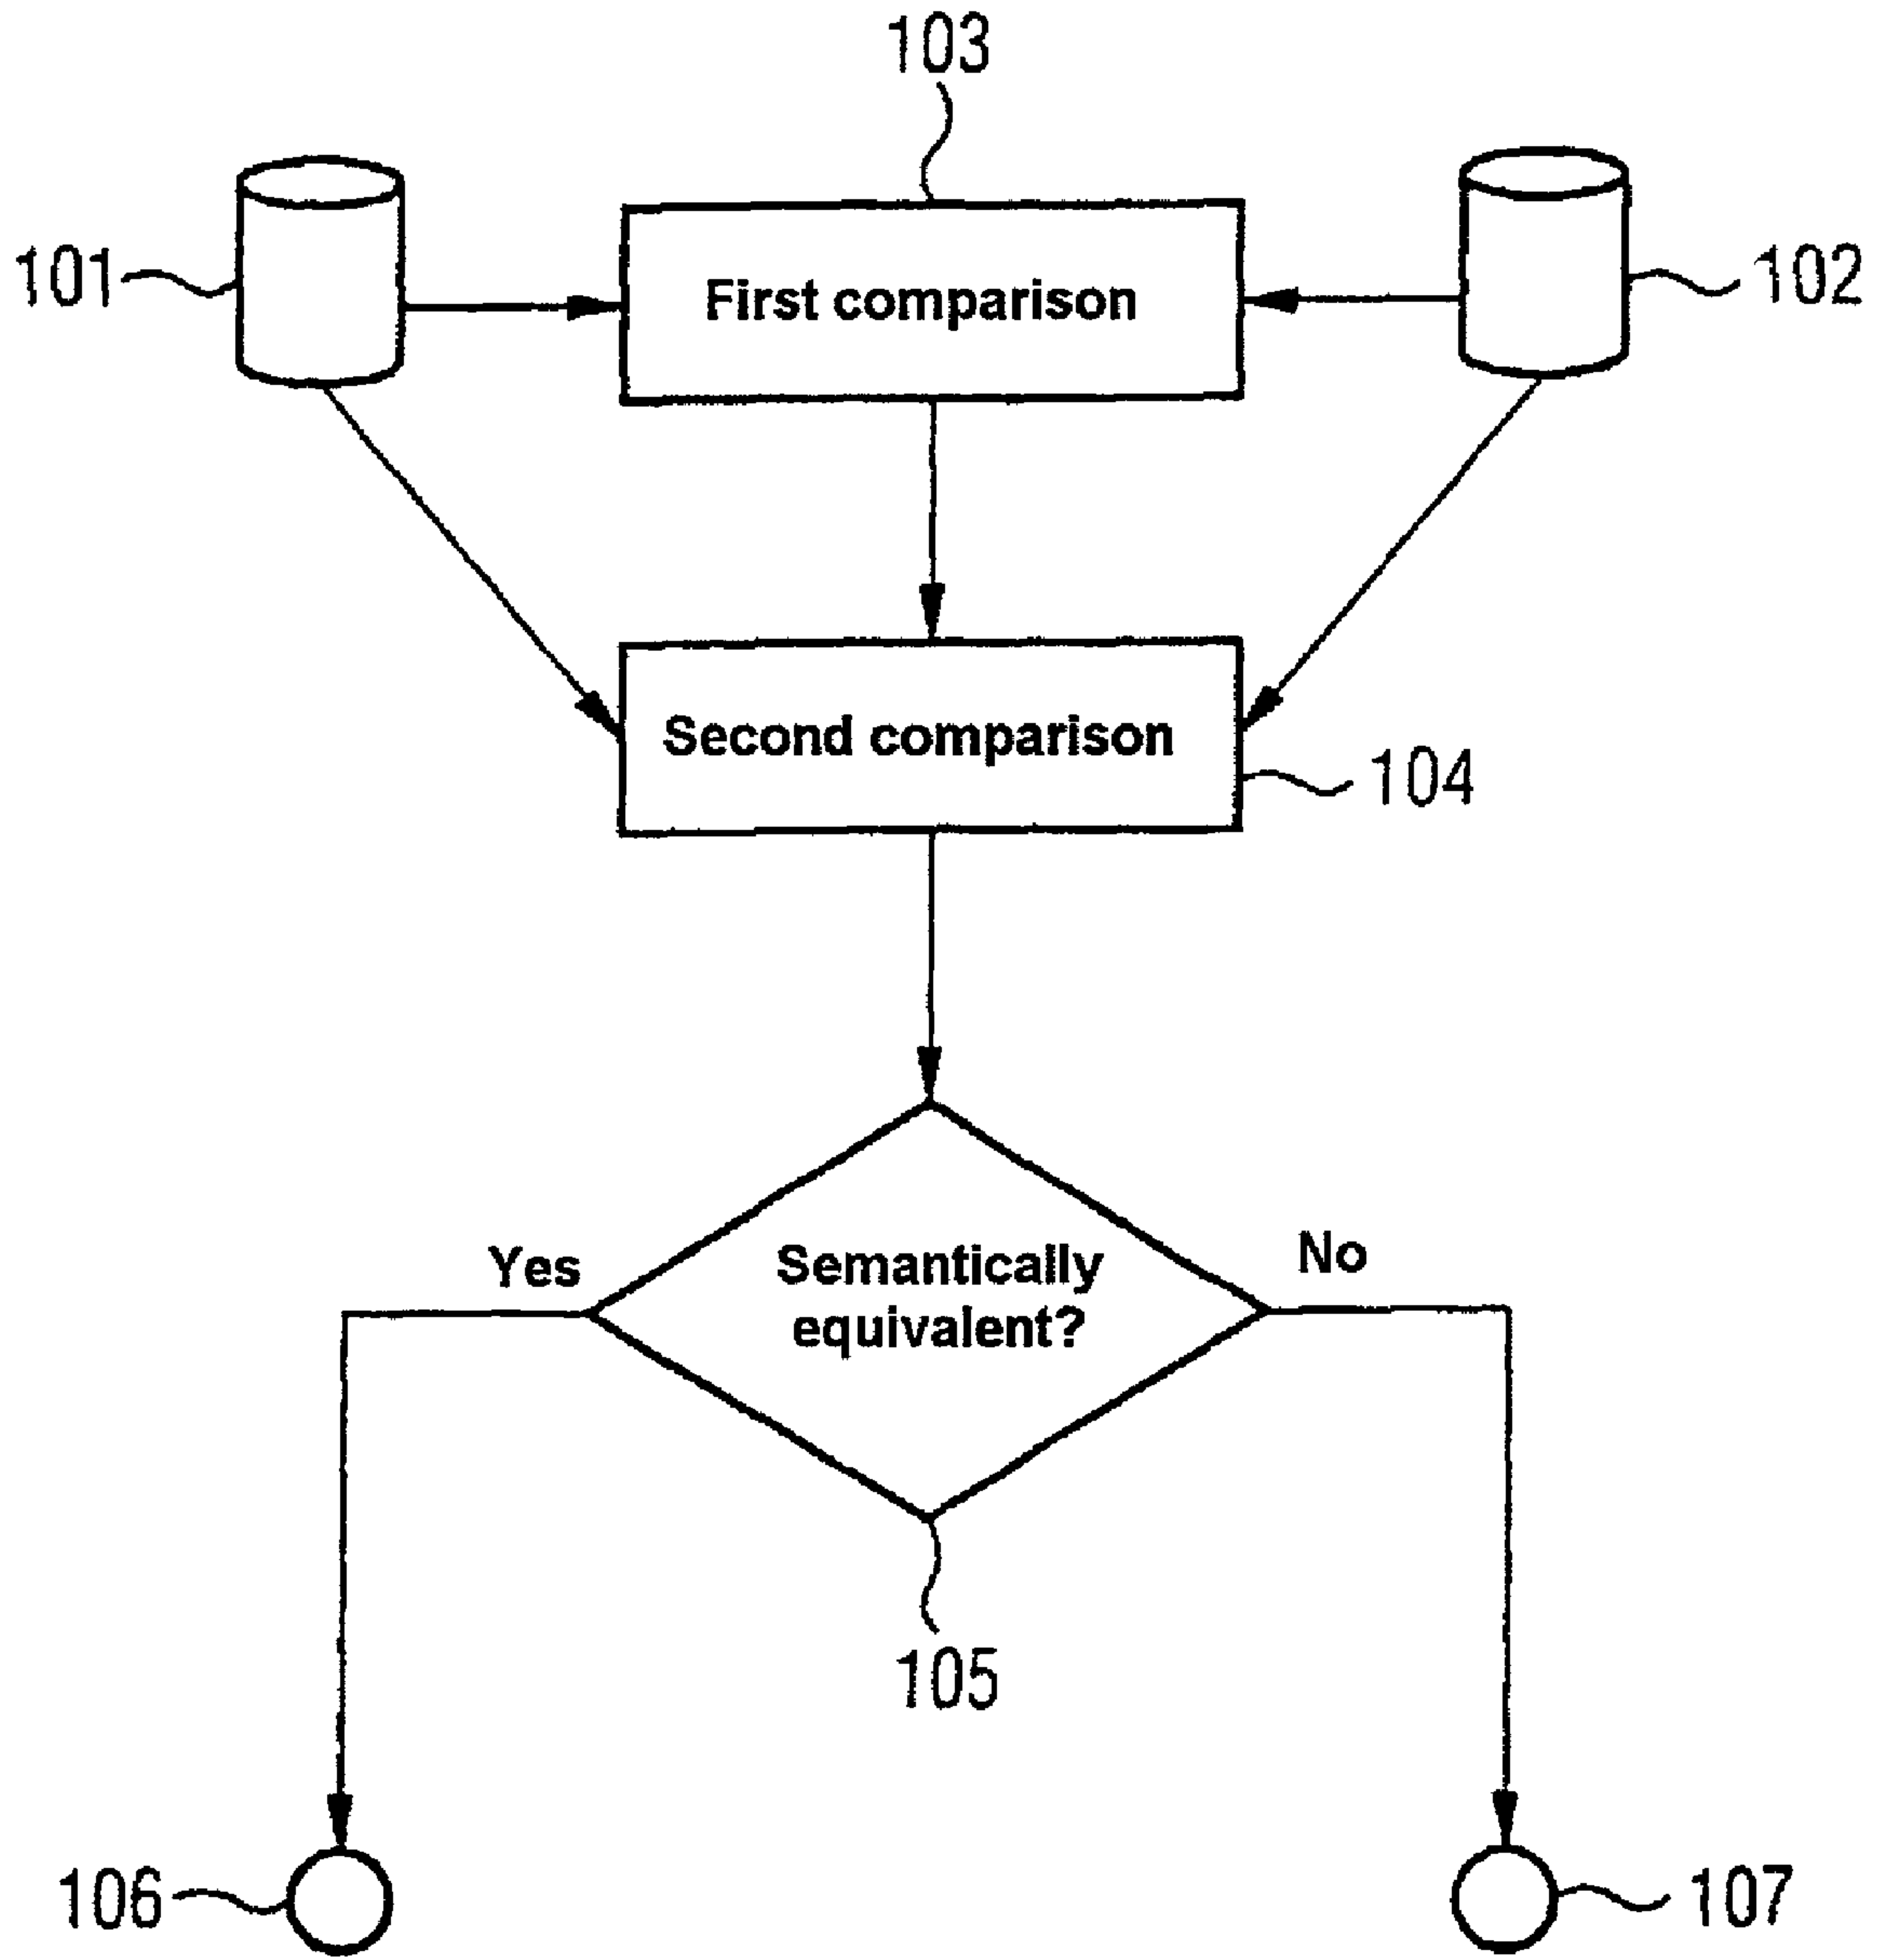 103
101
First comparison
102
Second comparison
104
Yes
Semantically
equivalent?
No
105
106
107